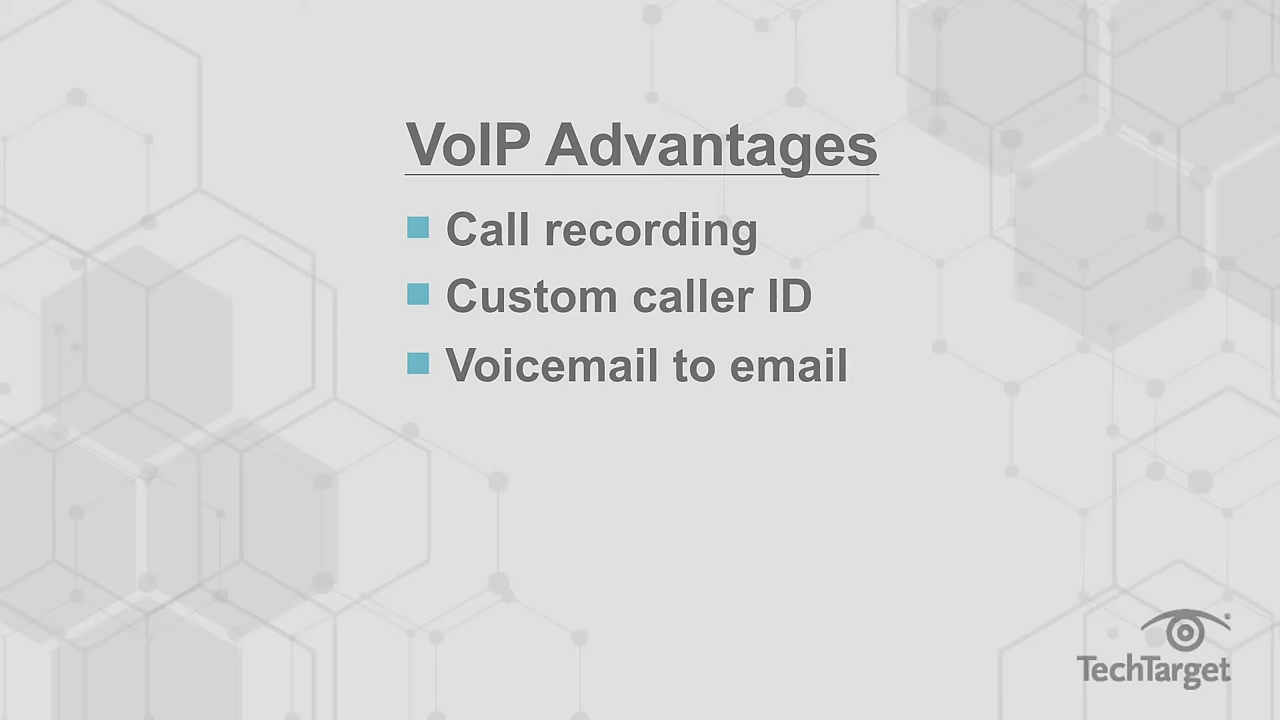 VoIP Advantages
Call recording
Custom caller ID
Voicemail to email
TechTarget